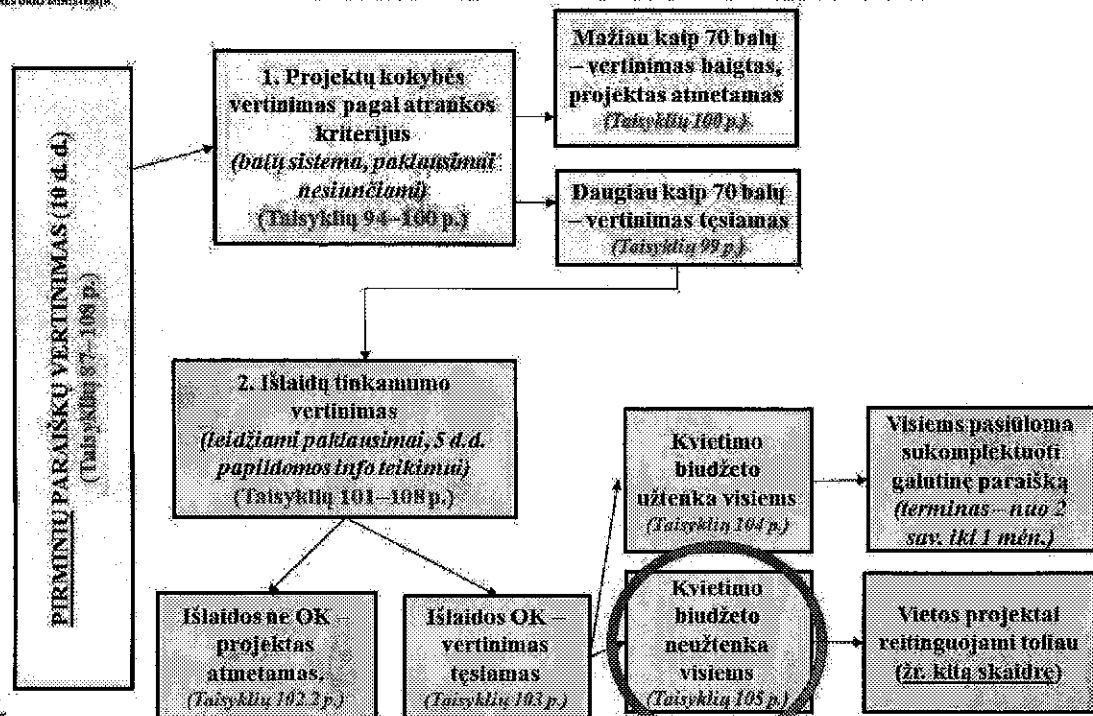 PIRMINIŲ PARAIŠKŲ VERTINIMAS (10 d. d.)
(Taisyklių 87–108 p.)
1. Projektų kokybės
vertinimas pagal atrankos
kriterijus
(balų sistema, paklausimai
nesiunčiami)
(Taisyklių 94–100 p.)
Mažiau kaip 70 balų
– vertinimas baigtas,
projektas atmetamas
(Taisyklių 100 p.)
Daugiau kaip 70 balų
– vertinimas tęsiamas
(Taisyklių 99 p.)
2. Išlaidų tinkamumo
vertinimas
(leidžiami paklausimai, 5 d.d.
papildomos info teikimui)
(Taisyklių 101–108 p.)
Išlaidos ne OK –
projektas
atmetamas.
(Taisyklių 102.2 p.)
Išlaidos OK –
vertinimas
tęsiamas
(Taisyklių 103 p.)
Kvietimo
biudžeto
užtenka visiems
(Taisyklių 104 p.)
Visiems pasiūloma
sukomplektuoti
galutinę paraišką
(terminas – nuo 2
sav. iki 1 mėn.)
Kvietimo
biudžeto
neužtenka
visiems
(Taisyklių 105 p.)
Vietos projektai
reitinguojami toliau
(žr. kitą skaidrę)